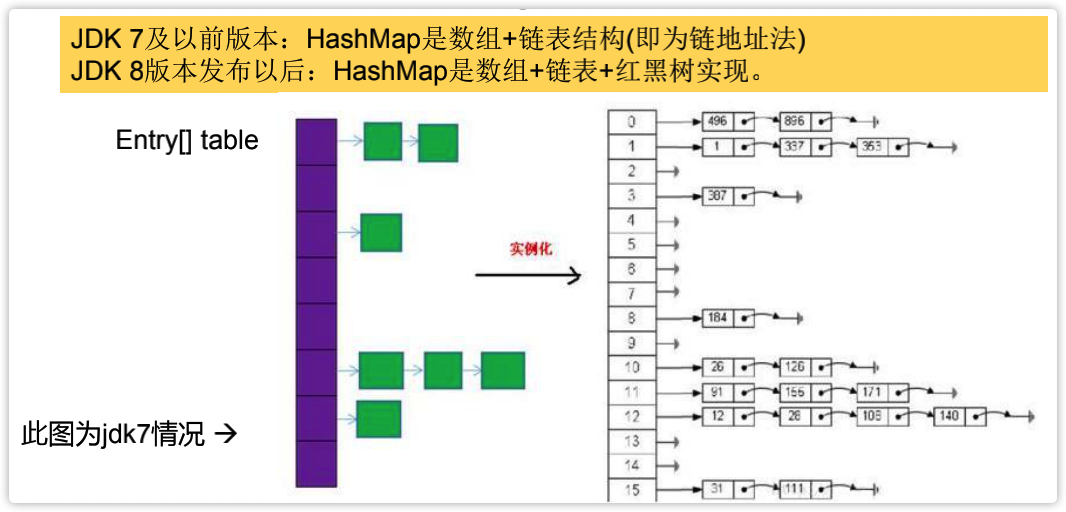 JDK 7及以前版本：HashMap是数组+链表结构(即为链地址法)
JDK 8版本发布以后：HashMap是数组+链表+红黑树实现。
Entry[] table
实例化
此图为jdk7情况 →
0 496 896
1 1 337 353
2
3 387
4
5
6
7
8 184
9
10 26 126
11 91 155 171
12 12 28 108 140
13
14
15 31 111